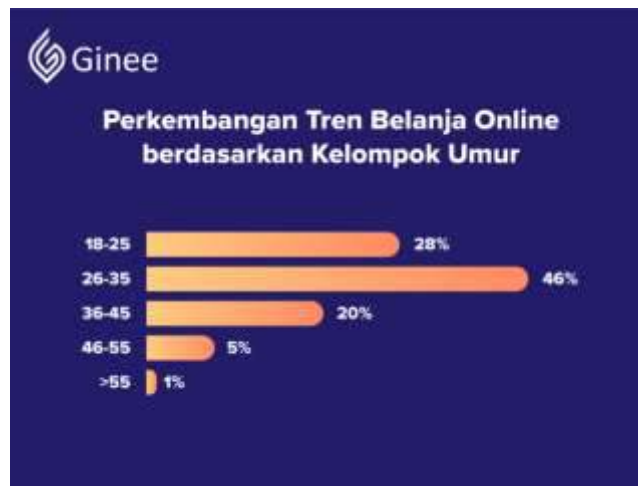 Ginee
Perkembangan Tren Belanja Online
berdasarkan Kelompok Umur
18-25 28%
26-35 46%
36-45 20%
46-55 5%
>55 1%